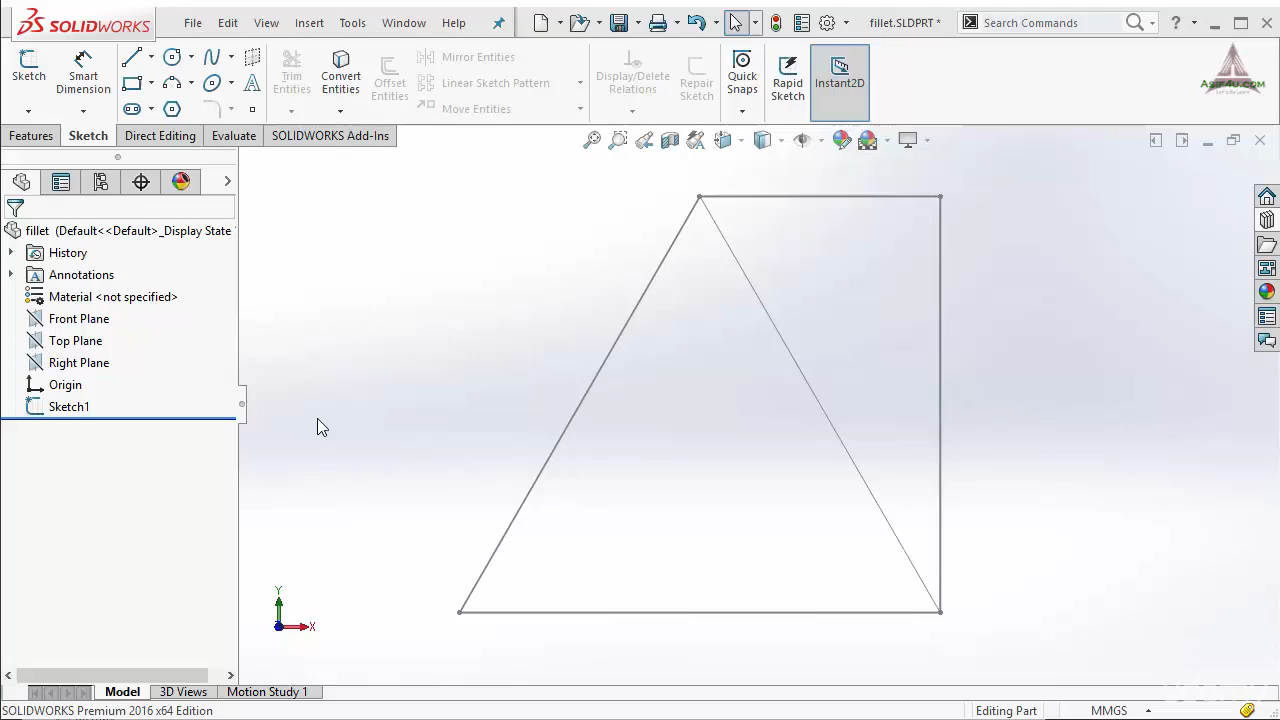 SOLIDWORKS
File
Edit
View
Insert
Tools
Window
Help
fillet.SLDPRT *
Search Commands
?
Sketch
Smart
Dimension
Trim
Entities
Convert
Entities
Offset
Entities
Mirror Entities
Linear Sketch Pattern
Move Entities
Display/Delete
Relations
Repair
Sketch
Quick
Snaps
Rapid
Sketch
Instant2D
Asif4u.com
Features
Sketch
Direct Editing
Evaluate
SOLIDWORKS Add-Ins
fillet (Default<<Default>_Display State
History
Annotations
Material <not specified>
Front Plane
Top Plane
Right Plane
Origin
Sketch1
Y
X
Model
3D Views
Motion Study 1
SOLIDWORKS Premium 2016 x64 Edition
Editing Part
MMGS